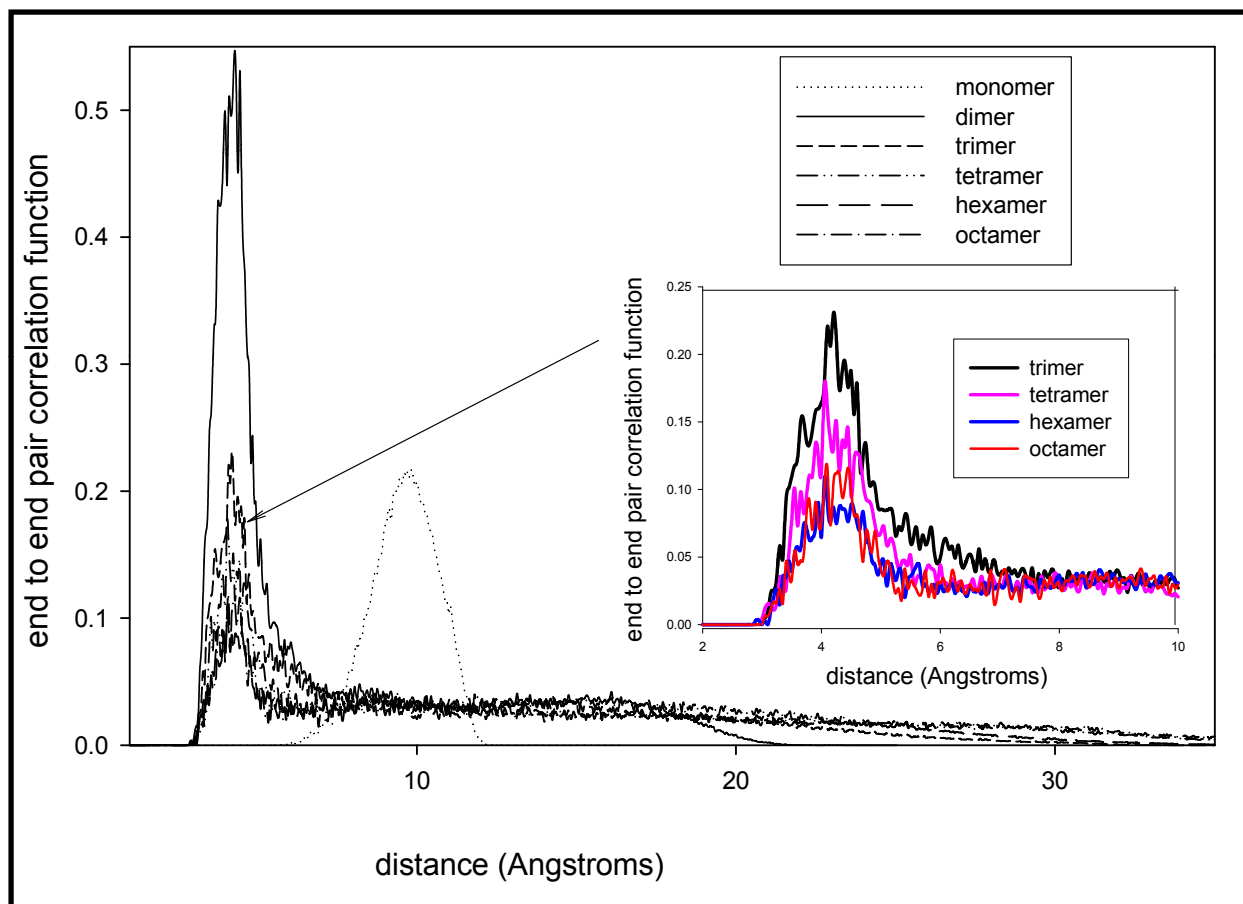 end to end pair correlation function
0.5
0.4
0.3
0.2
0.1
0.0
10
20
30
distance (Angstroms)
monomer
dimer
trimer
tetramer
hexamer
octamer
end to end pair correlation function
0.25
0.20
0.15
0.10
0.05
0.00
2
4
6
8
10
distance (Angstroms)
trimer
tetramer
hexamer
octamer